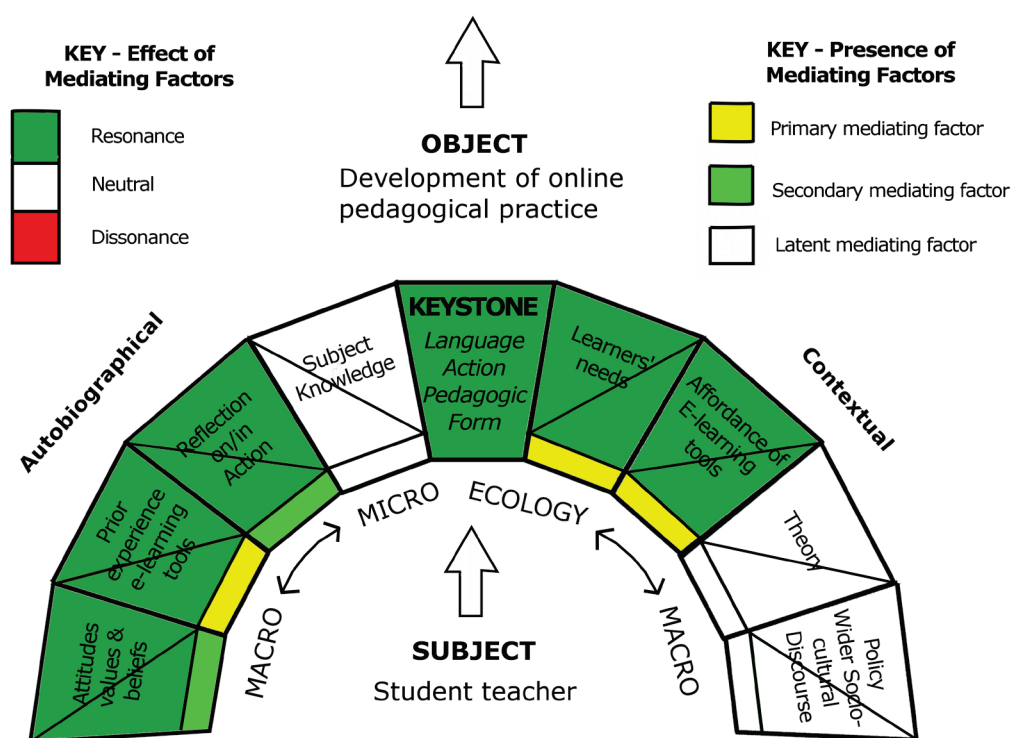 KEY - Effect of
Mediating Factors
Resonance
Neutral
Dissonance
KEY - Presence of
Mediating Factors
Primary mediating factor
Secondary mediating factor
Latent mediating factor
OBJECT
Development of online
pedagogical practice
Autobiographical
Contextual
Attitudes
values &
beliefs
Prior
experience
e-learning
tools
Reflection
on/in
Action
Subject
Knowledge
KEYSTONE
Language
Action
Pedagogic
Form
Learners'
needs
Affordance of
E-learning
tools
Theory
Policy
Wider Socio-
cultural
Discourse
MACRO
MICRO
ECOLOGY
MACRO
SUBJECT
Student teacher